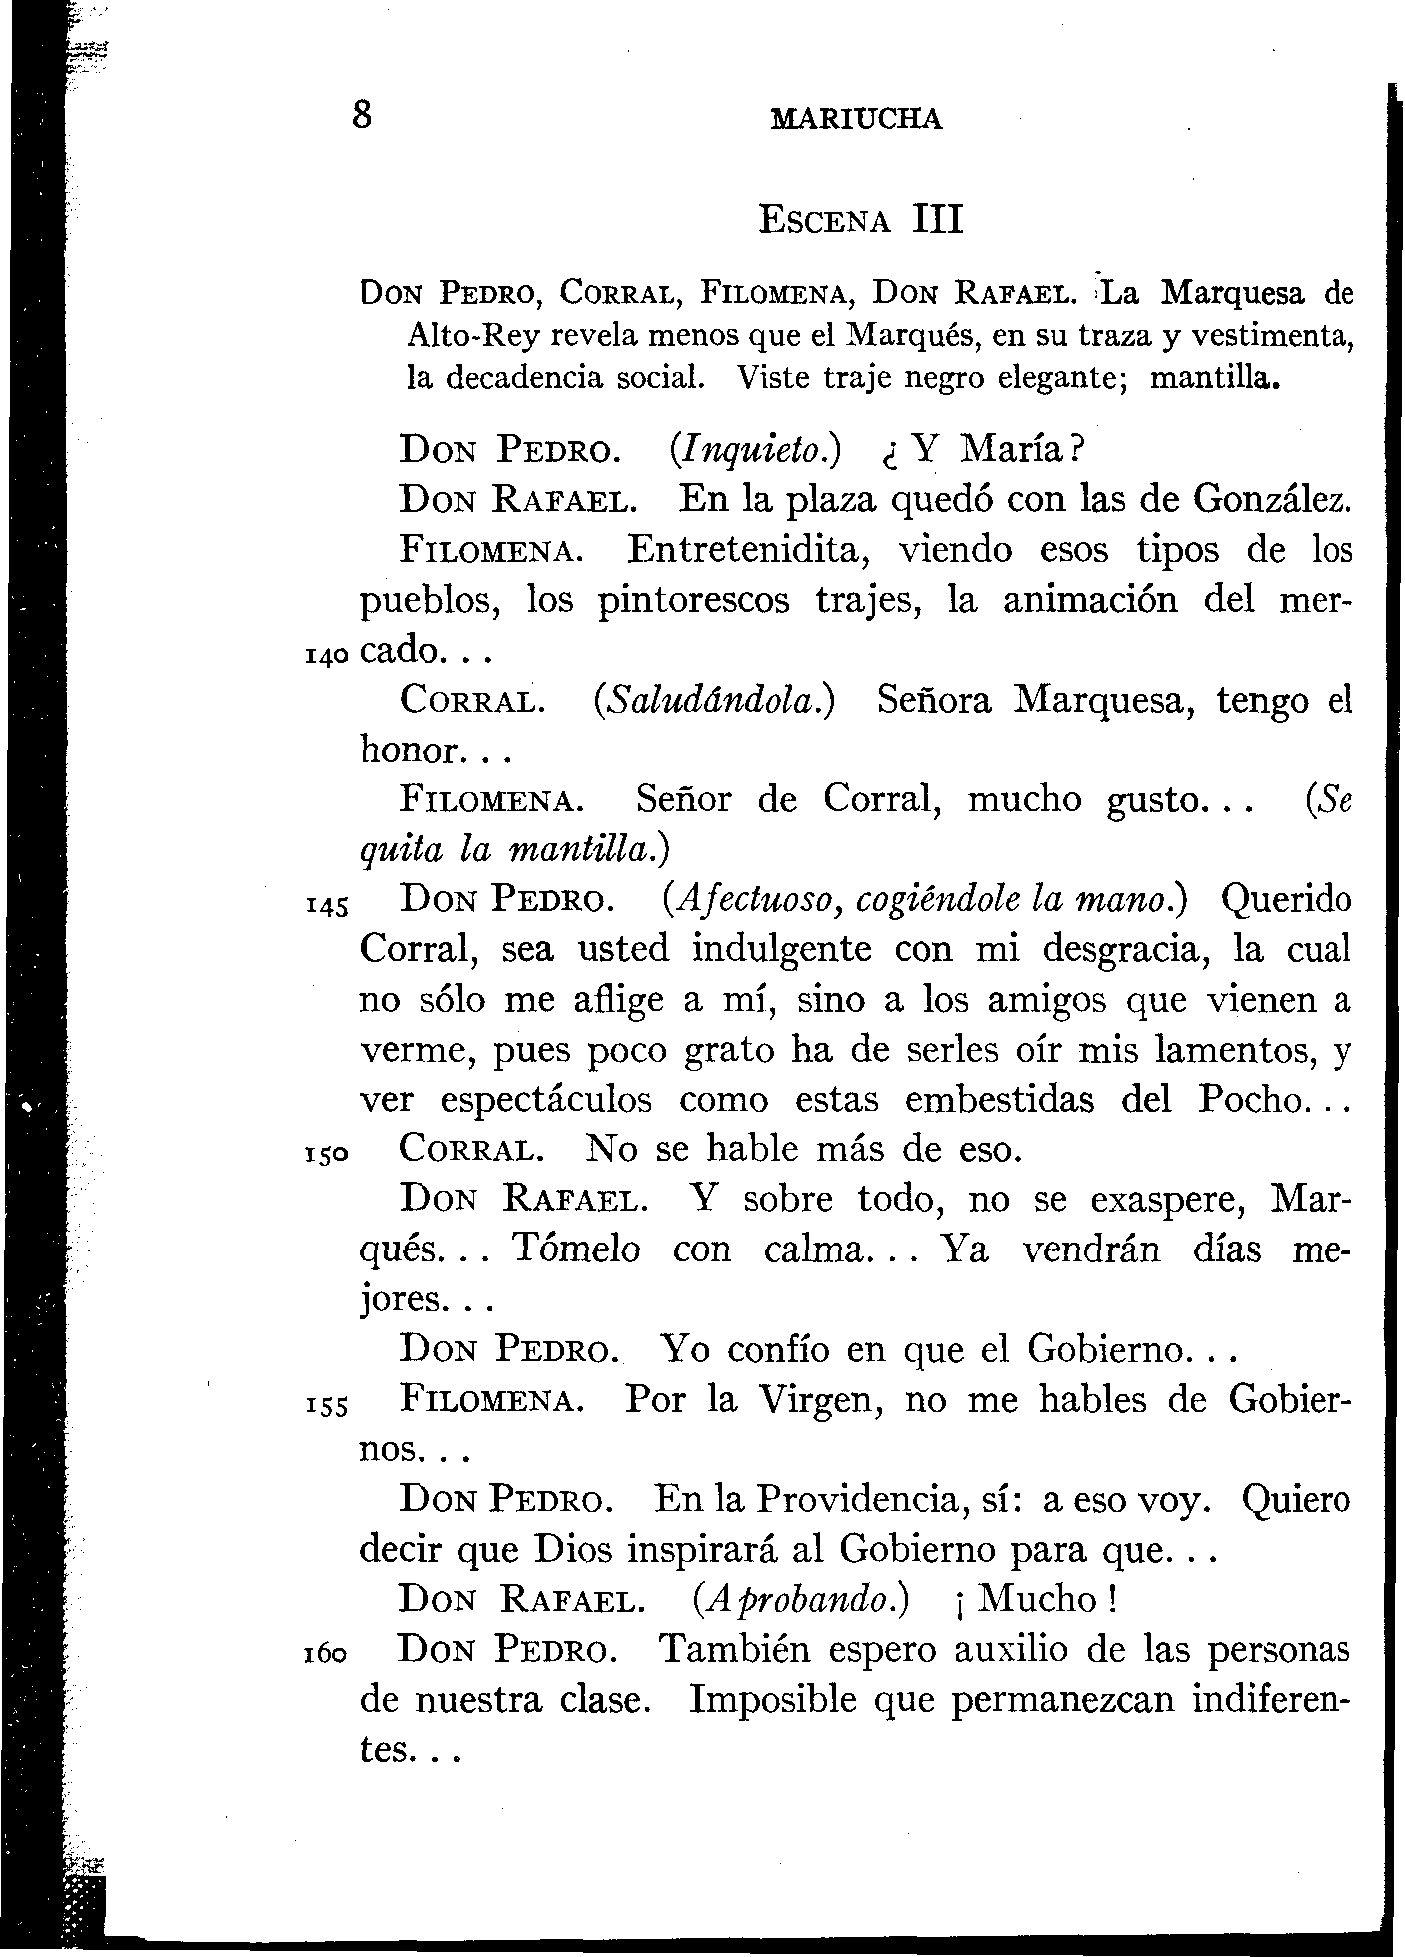 8 MARIUCHA
ESCENA III
DON PEDRO, CORRAL, FILOMENA, DON RAFAEL. La Marquesa de
Alto-Rey revela menos que el Marqués, en su traza y vestimenta,
la decadencia social. Viste traje negro elegante; mantilla.
DON PEDRO. (Inquieto.) ¿Y María?
DON RAFAEL. En la plaza quedó con las de González.
FILOMENA. Entretenidita, viendo esos tipos de los
pueblos, los pintorescos trajes, la animación del mer-
140 cado. . .
CORRAL. (Saludándola.) Señora Marquesa, tengo el
honor. . .
FILOMENA. Señor de Corral, mucho gusto. . . (Se
quita la mantilla.)
145 DON PEDRO. (Afectuoso, cogiéndole la mano.) Querido
Corral, sea usted indulgente con mi desgracia, la cual
no sólo me aflige a mí, sino a los amigos que vienen a
verme, pues poco grato ha de serles oír mis lamentos, y
ver espectáculos como estas embestidas del Pocho. . .
150 CORRAL. No se hable más de eso.
DON RAFAEL. Y sobre todo, no se exaspere, Mar-
qués. . . Tómelo con calma. . . Ya vendrán días me-
jores. . .
DON PEDRO. Yo confío en que el Gobierno. . .
155 FILOMENA. Por la Virgen, no me hables de Gobier-
nos. . .
DON PEDRO. En la Providencia, sí: a eso voy. Quiero
decir que Dios inspirará al Gobierno para que. . .
DON RAFAEL. (Aprobando.) ¡Mucho!
160 DON PEDRO. También espero auxilio de las personas
de nuestra clase. Imposible que permanezcan indiferen-
tes. . .